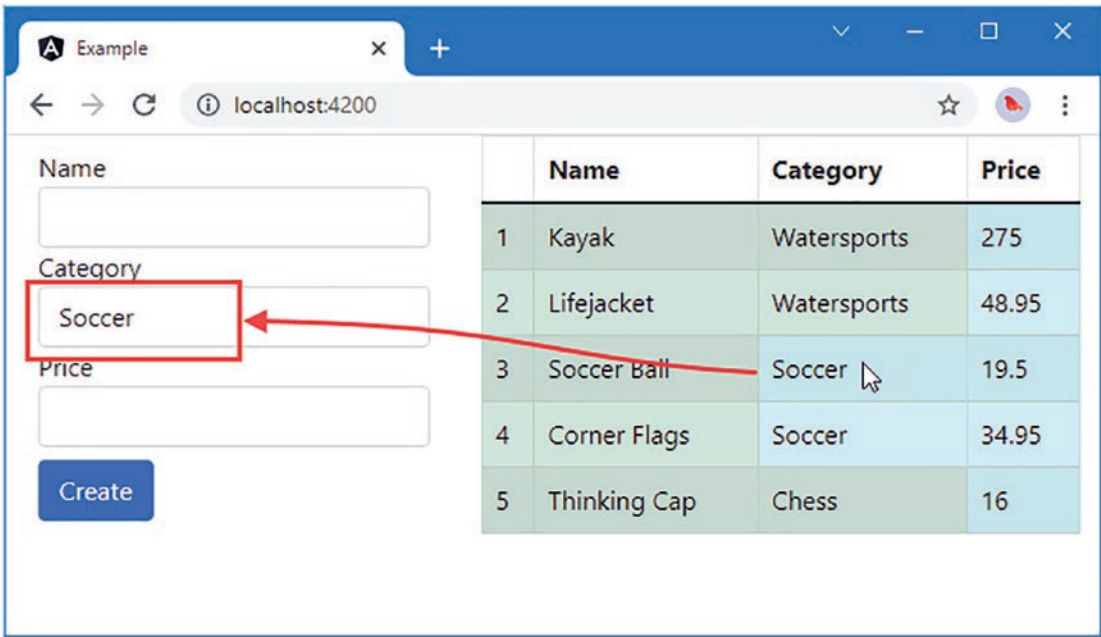 Example
localhost:4200
Name
Category
Soccer
Price
Create
Name Category Price
1 Kayak Watersports 275
2 Lifejacket Watersports 48.95
3 Soccer Ball Soccer 19.5
4 Corner Flags Soccer 34.95
5 Thinking Cap Chess 16